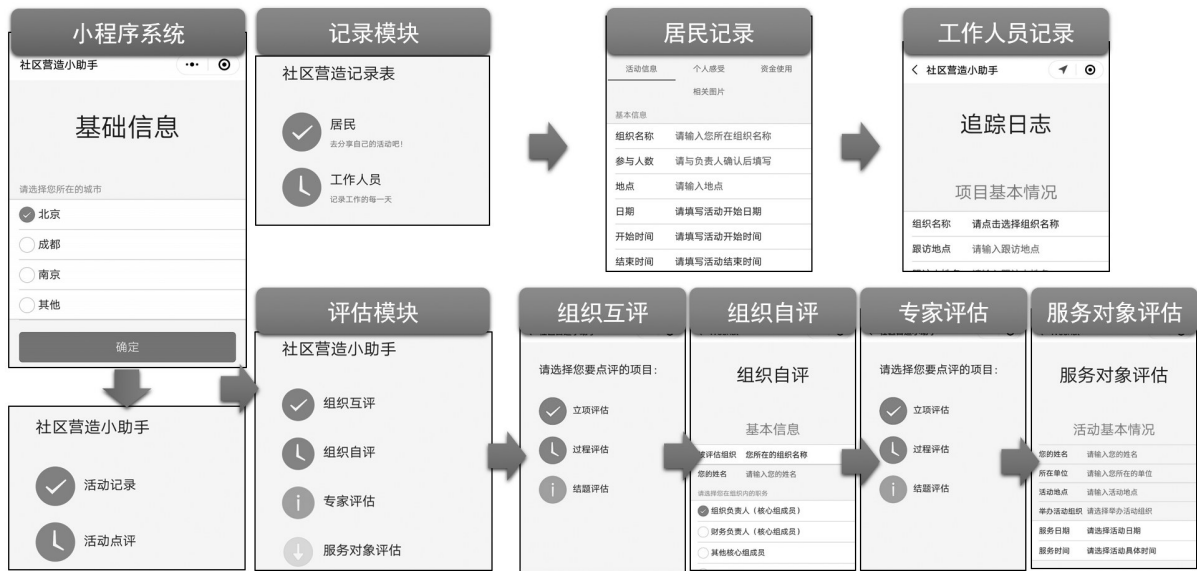 小程序系统
社区营造小助手
基础信息
请选择您所在的城市
北京
成都
南京
其他
确定
社区营造小助手
活动记录
活动点评
记录模块
社区营造记录表
居民
去分享自己的活动吧！
工作人员
记录工作的每一天
居民记录
活动信息 个人感受 资金使用
相关图片
基本信息
组织名称 请输入您所在组织名称
参与人数 请与负责人确认后填写
地点 请输入地点
日期 请填写活动开始日期
开始时间 请填写活动开始时间
结束时间 请填写活动结束时间
工作人员记录
社区营造小助手
追踪日志
项目基本情况
组织名称 请点击选择组织名称
跟访地点 请输入跟访地点
评估模块
社区营造小助手
组织互评
组织自评
专家评估
服务对象评估
组织互评
请选择您要点评的项目：
立项评估
过程评估
结题评估
组织自评
组织自评
基本信息
被评估组织 您所在的组织名称
您的姓名 请输入您的姓名
请选择您在组织内的职务
组织负责人（核心组成员）
财务负责人（核心组成员）
其他核心组成员
专家评估
请选择您要点评的项目：
立项评估
过程评估
结题评估
服务对象评估
服务对象评估
活动基本情况
您的姓名 请输入您的姓名
所在单位 请输入您所在的单位
活动地点 请输入活动地点
举办活动组织 请选择举办活动组织
服务日期 请选择活动日期
服务时间 请选择活动具体时间